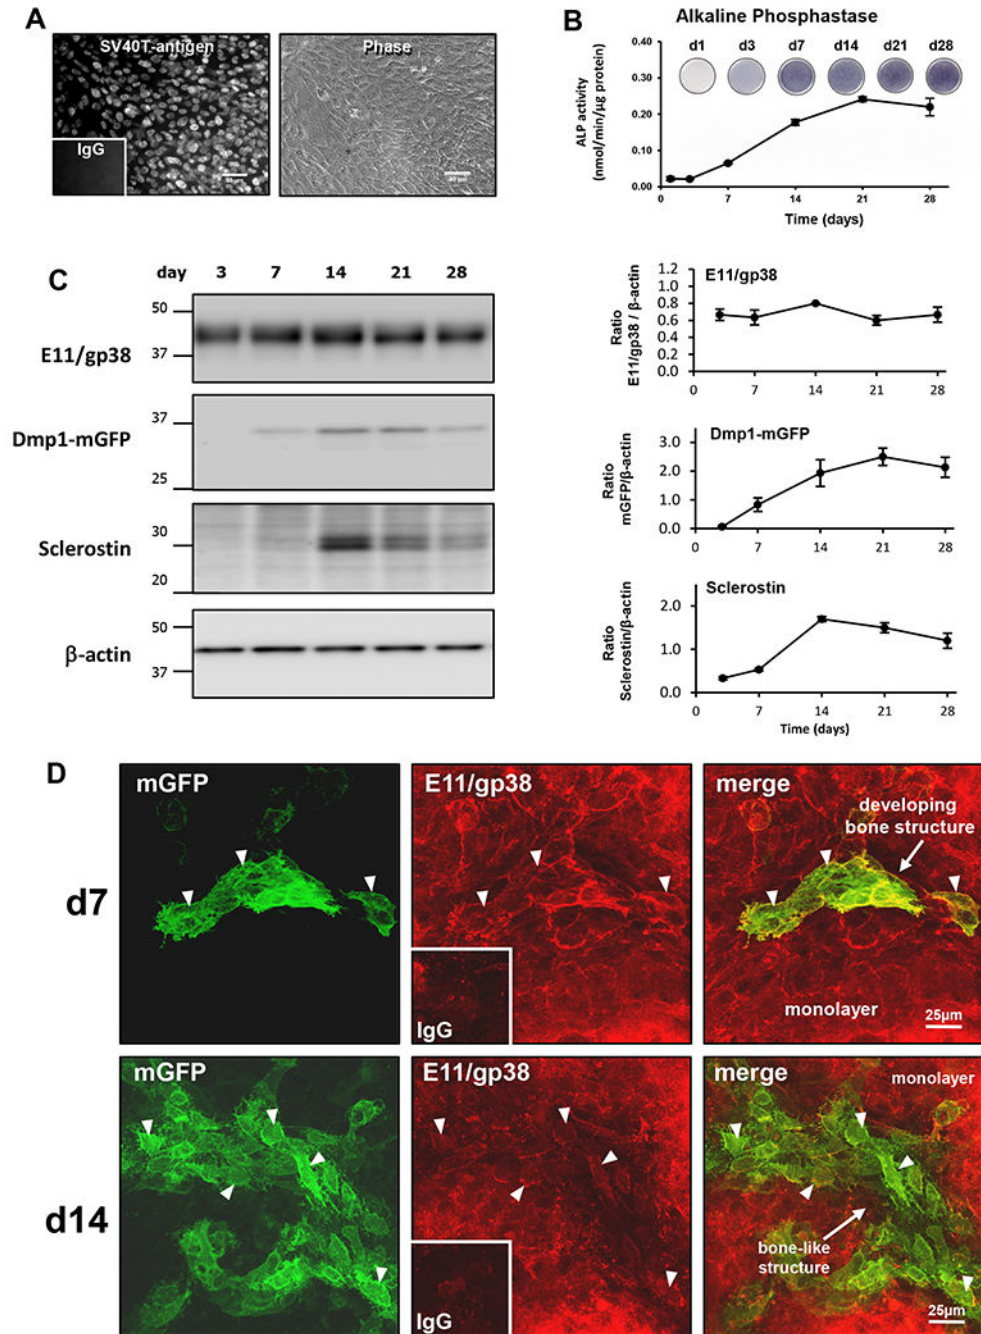 A
SV40T-antigen
IgG
50 µm
Phase
50 µm
B
Alkaline Phosphastase
d1 d3 d7 d14 d21 d28
ALP activity
(nmol/min/µg protein)
0.40
0.30
0.20
0.10
0.00
7 14 21 28
Time (days)
C
day 3 7 14 21 28
50
E11/gp38
37
37
Dmp1-mGFP
25
30
Sclerostin
20
50
β-actin
37
E11/gp38
Ratio
E11/gp38 / β-actin
1.2
1.0
0.8
0.6
0.4
0.2
0.0
0 7 14 21 28
Dmp1-mGFP
Ratio
mGFP/β-actin
3.0
2.0
1.0
0.0
0 7 14 21 28
Sclerostin
Ratio
Sclerostin/β-actin
2.0
1.0
0.0
0 7 14 21 28
Time (days)
D
d7
mGFP
E11/gp38
IgG
merge
developing
bone structure
monolayer
25µm
d14
mGFP
E11/gp38
IgG
merge
monolayer
bone-like
structure
25µm